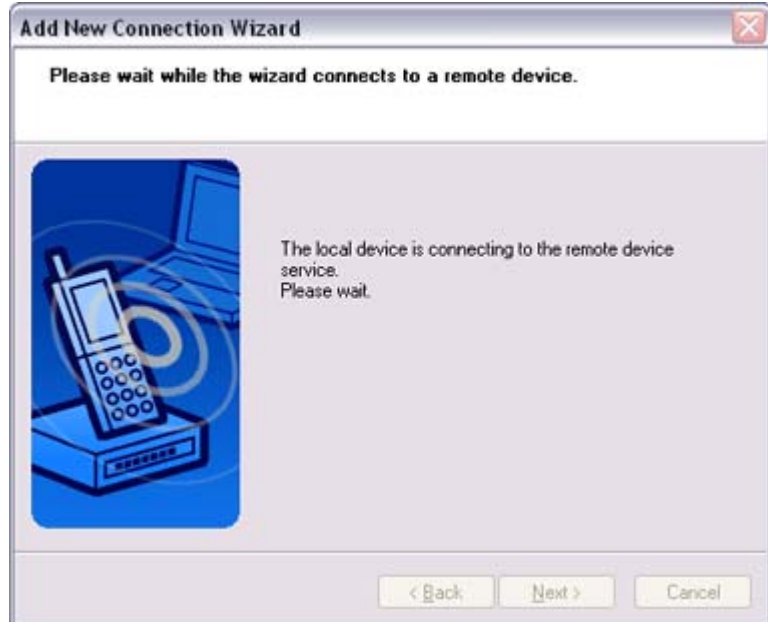 Add New Connection Wizard
Please wait while the wizard connects to a remote device.
The local device is connecting to the remote device
service.
Please wait.
< Back Next > Cancel